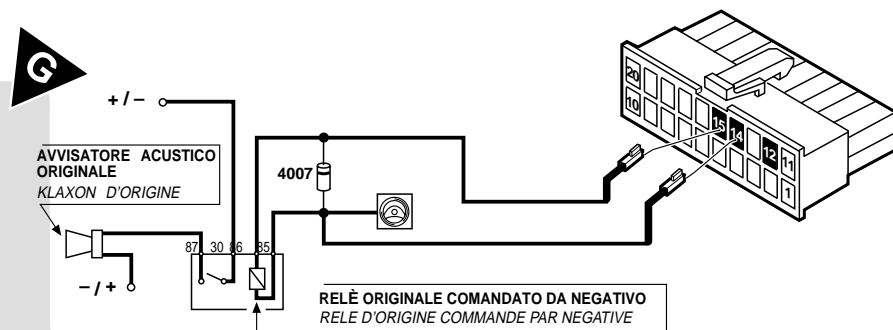 G
+ / –
AVVISATORE ACUSTICO
ORIGINALE
KLAXON D'ORIGINE
4007
87 30 86 85
– / +
RELÈ ORIGINALE COMANDATO DA NEGATIVO
RELE D'ORIGINE COMMANDE PAR NEGATIVE
20
10
15 14 12 11
1